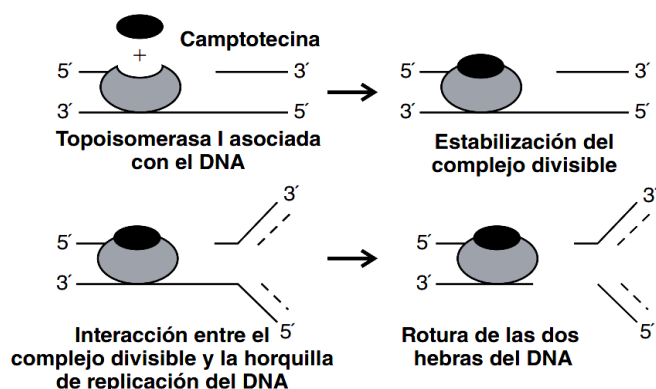 Camptotecina
+
5´ 3´
3´ 5´
Topoisomerasa I asociada
con el DNA
5´ 3´
3´ 5´
Estabilización del
complejo divisible
3´
5´
3´
5´
Interacción entre el
complejo divisible y la horquilla
de replicación del DNA
3´
5´
3´
5´
Rotura de las dos
hebras del DNA